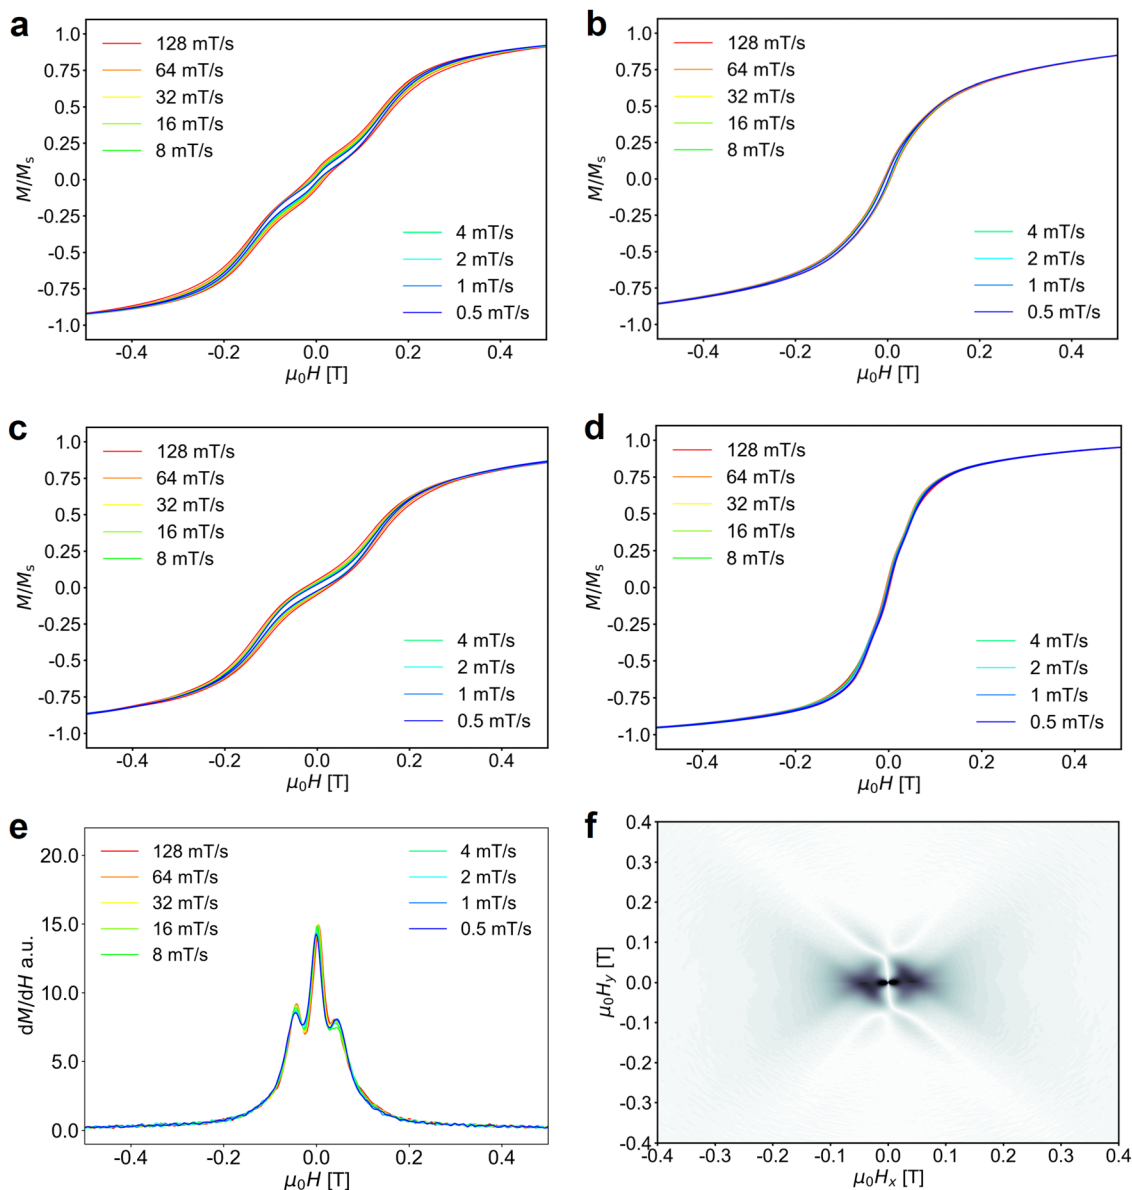 a
1.0
0.75
0.5
0.25
0.0
-0.25
-0.5
-0.75
-1.0
M/Ms
128 mT/s
64 mT/s
32 mT/s
16 mT/s
8 mT/s
4 mT/s
2 mT/s
1 mT/s
0.5 mT/s
-0.4 -0.2 0.0 0.2 0.4
μ₀H [T]
b
1.0
0.75
0.5
0.25
0.0
-0.25
-0.5
-0.75
-1.0
M/Ms
128 mT/s
64 mT/s
32 mT/s
16 mT/s
8 mT/s
4 mT/s
2 mT/s
1 mT/s
0.5 mT/s
-0.4 -0.2 0.0 0.2 0.4
μ₀H [T]
c
1.0
0.75
0.5
0.25
0.0
-0.25
-0.5
-0.75
-1.0
M/Ms
128 mT/s
64 mT/s
32 mT/s
16 mT/s
8 mT/s
4 mT/s
2 mT/s
1 mT/s
0.5 mT/s
-0.4 -0.2 0.0 0.2 0.4
μ₀H [T]
d
1.0
0.75
0.5
0.25
0.0
-0.25
-0.5
-0.75
-1.0
M/Ms
128 mT/s
64 mT/s
32 mT/s
16 mT/s
8 mT/s
4 mT/s
2 mT/s
1 mT/s
0.5 mT/s
-0.4 -0.2 0.0 0.2 0.4
μ₀H [T]
e
20.0
15.0
10.0
5.0
0.0
dM/dH a.u.
128 mT/s
64 mT/s
32 mT/s
16 mT/s
8 mT/s
4 mT/s
2 mT/s
1 mT/s
0.5 mT/s
-0.4 -0.2 0.0 0.2 0.4
μ₀H [T]
f
0.4
0.3
0.2
0.1
0.0
-0.1
-0.2
-0.3
-0.4
μ₀Hy [T]
-0.4 -0.3 -0.2 -0.1 0.0 0.1 0.2 0.3 0.4
μ₀Hx [T]